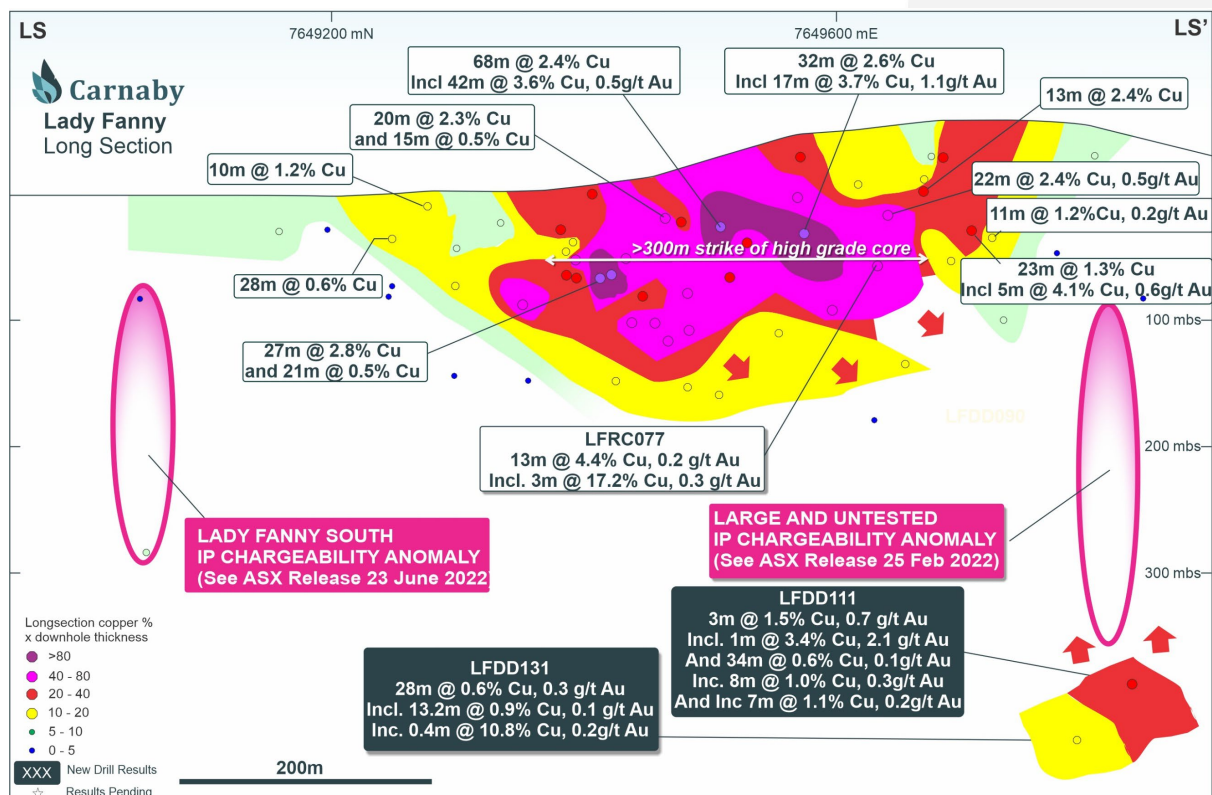 LS
7649200 mN
7649600 mE
LS'
Carnaby
Lady Fanny
Long Section
68m @ 2.4% Cu
Incl 42m @ 3.6% Cu, 0.5g/t Au
32m @ 2.6% Cu
Incl 17m @ 3.7% Cu, 1.1g/t Au
13m @ 2.4% Cu
20m @ 2.3% Cu
and 15m @ 0.5% Cu
10m @ 1.2% Cu
22m @ 2.4% Cu, 0.5g/t Au
11m @ 1.2%Cu, 0.2g/t Au
>300m strike of high grade core
28m @ 0.6% Cu
23m @ 1.3% Cu
Incl 5m @ 4.1% Cu, 0.6g/t Au
100 mbs
27m @ 2.8% Cu
and 21m @ 0.5% Cu
LFDD098
LFRC077
13m @ 4.4% Cu, 0.2 g/t Au
Incl. 3m @ 17.2% Cu, 0.3 g/t Au
200 mbs
LADY FANNY SOUTH
IP CHARGEABILITY ANOMALY
(See ASX Release 23 June 2022
LARGE AND UNTESTED
IP CHARGEABILITY ANOMALY
(See ASX Release 25 Feb 2022)
300 mbs
LFDD111
3m @ 1.5% Cu, 0.7 g/t Au
Incl. 1m @ 3.4% Cu, 2.1 g/t Au
And 34m @ 0.6% Cu, 0.1g/t Au
Inc. 8m @ 1.0% Cu, 0.3g/t Au
And Inc 7m @ 1.1% Cu, 0.2g/t Au
LFDD131
28m @ 0.6% Cu, 0.3 g/t Au
Incl. 13.2m @ 0.9% Cu, 0.1 g/t Au
Inc. 0.4m @ 10.8% Cu, 0.2g/t Au
Longsection copper %
x downhole thickness
>80
40 - 80
20 - 40
10 - 20
5 - 10
0 - 5
XXX New Drill Results
Results Pending
200m